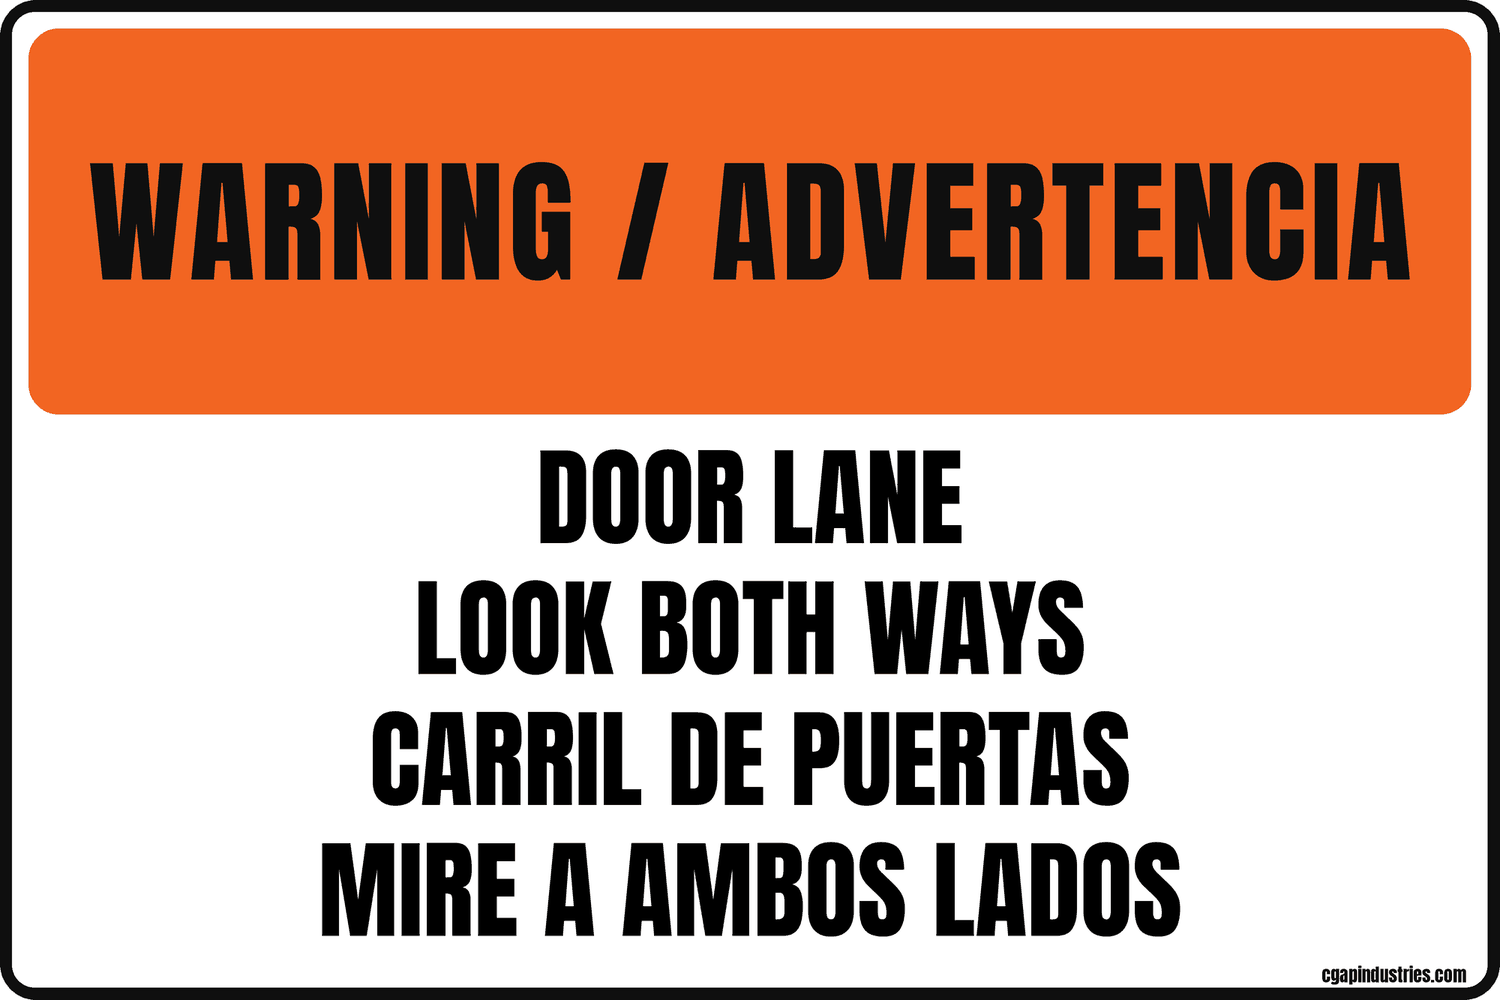 WARNING / ADVERTENCIA
DOOR LANE
LOOK BOTH WAYS
CARRIL DE PUERTAS
MIRE A AMBOS LADOS
cgapindustries.com